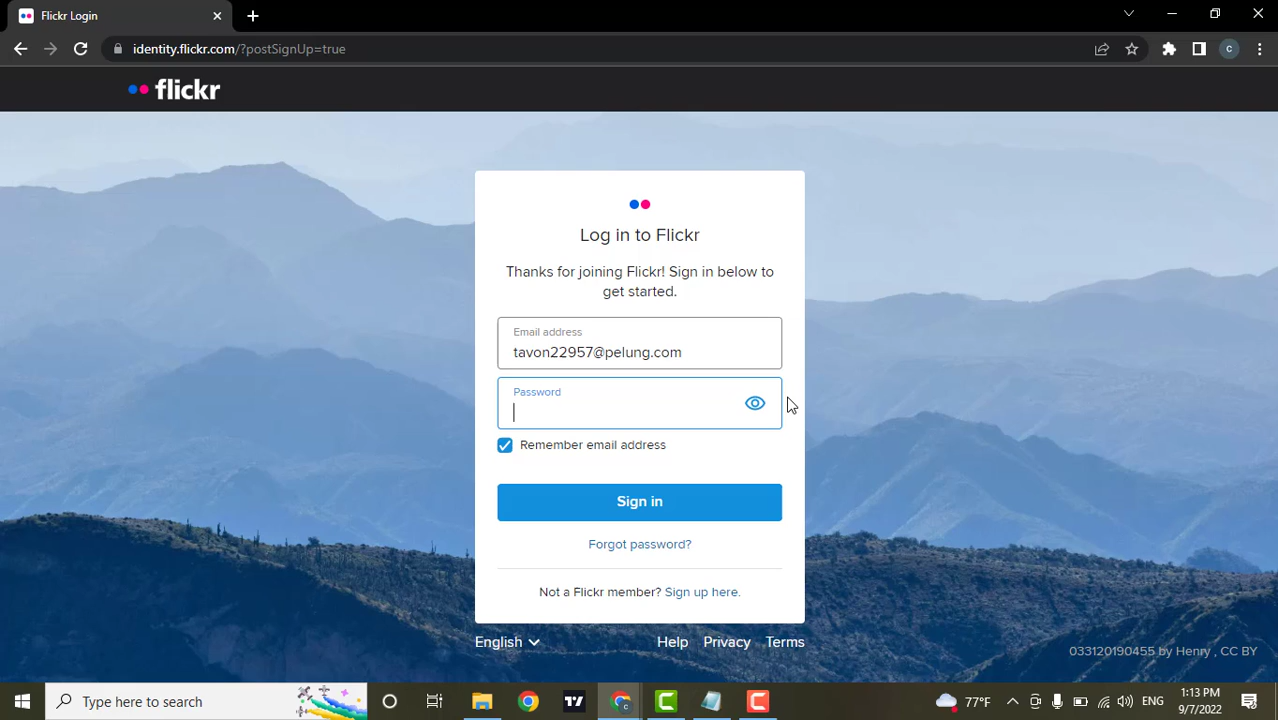 Flickr Login
identity.flickr.com/?postSignUp=true
c
flickr
Log in to Flickr
Thanks for joining Flickr! Sign in below to
get started.
Email address
tavon22957@pelung.com
Password
Remember email address
Sign in
Forgot password?
Not a Flickr member? Sign up here.
English
Help Privacy Terms
033120190455 by Henry , CC BY
Type here to search
77°F
ENG
1:13 PM
9/7/2022